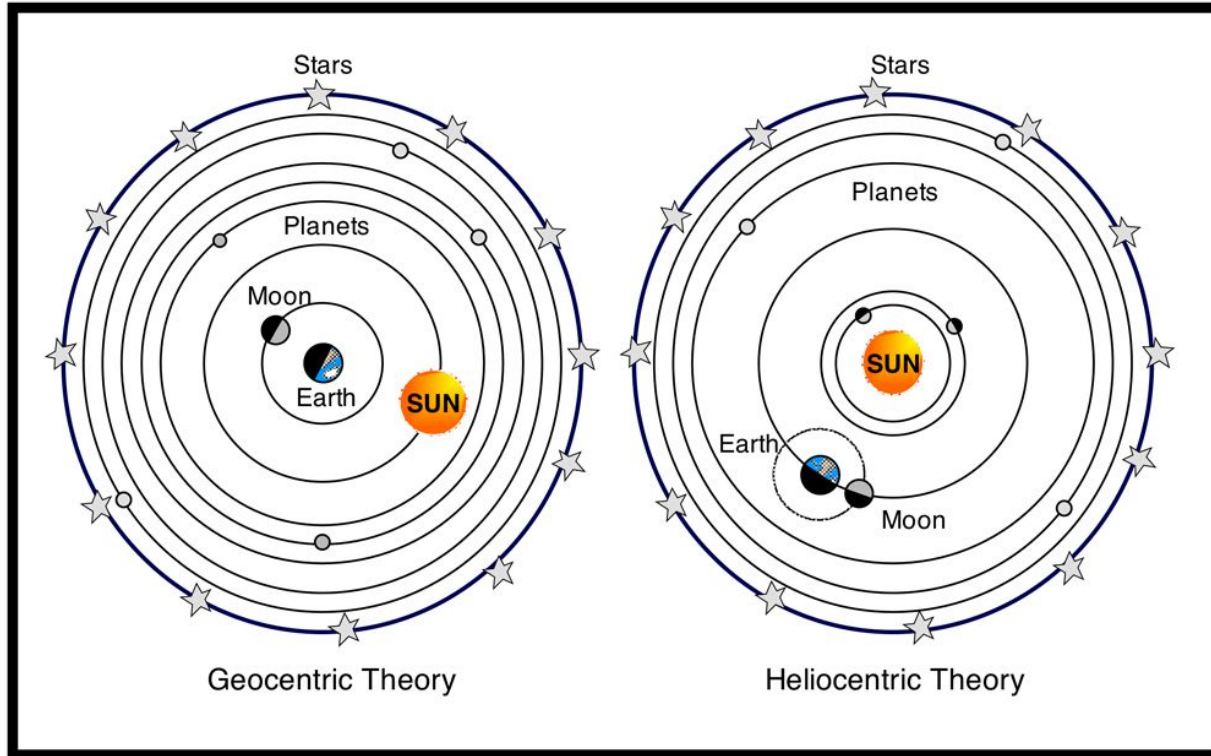 Stars
Planets
Moon
Earth
SUN
Geocentric Theory
Stars
Planets
SUN
Earth
Moon
Heliocentric Theory